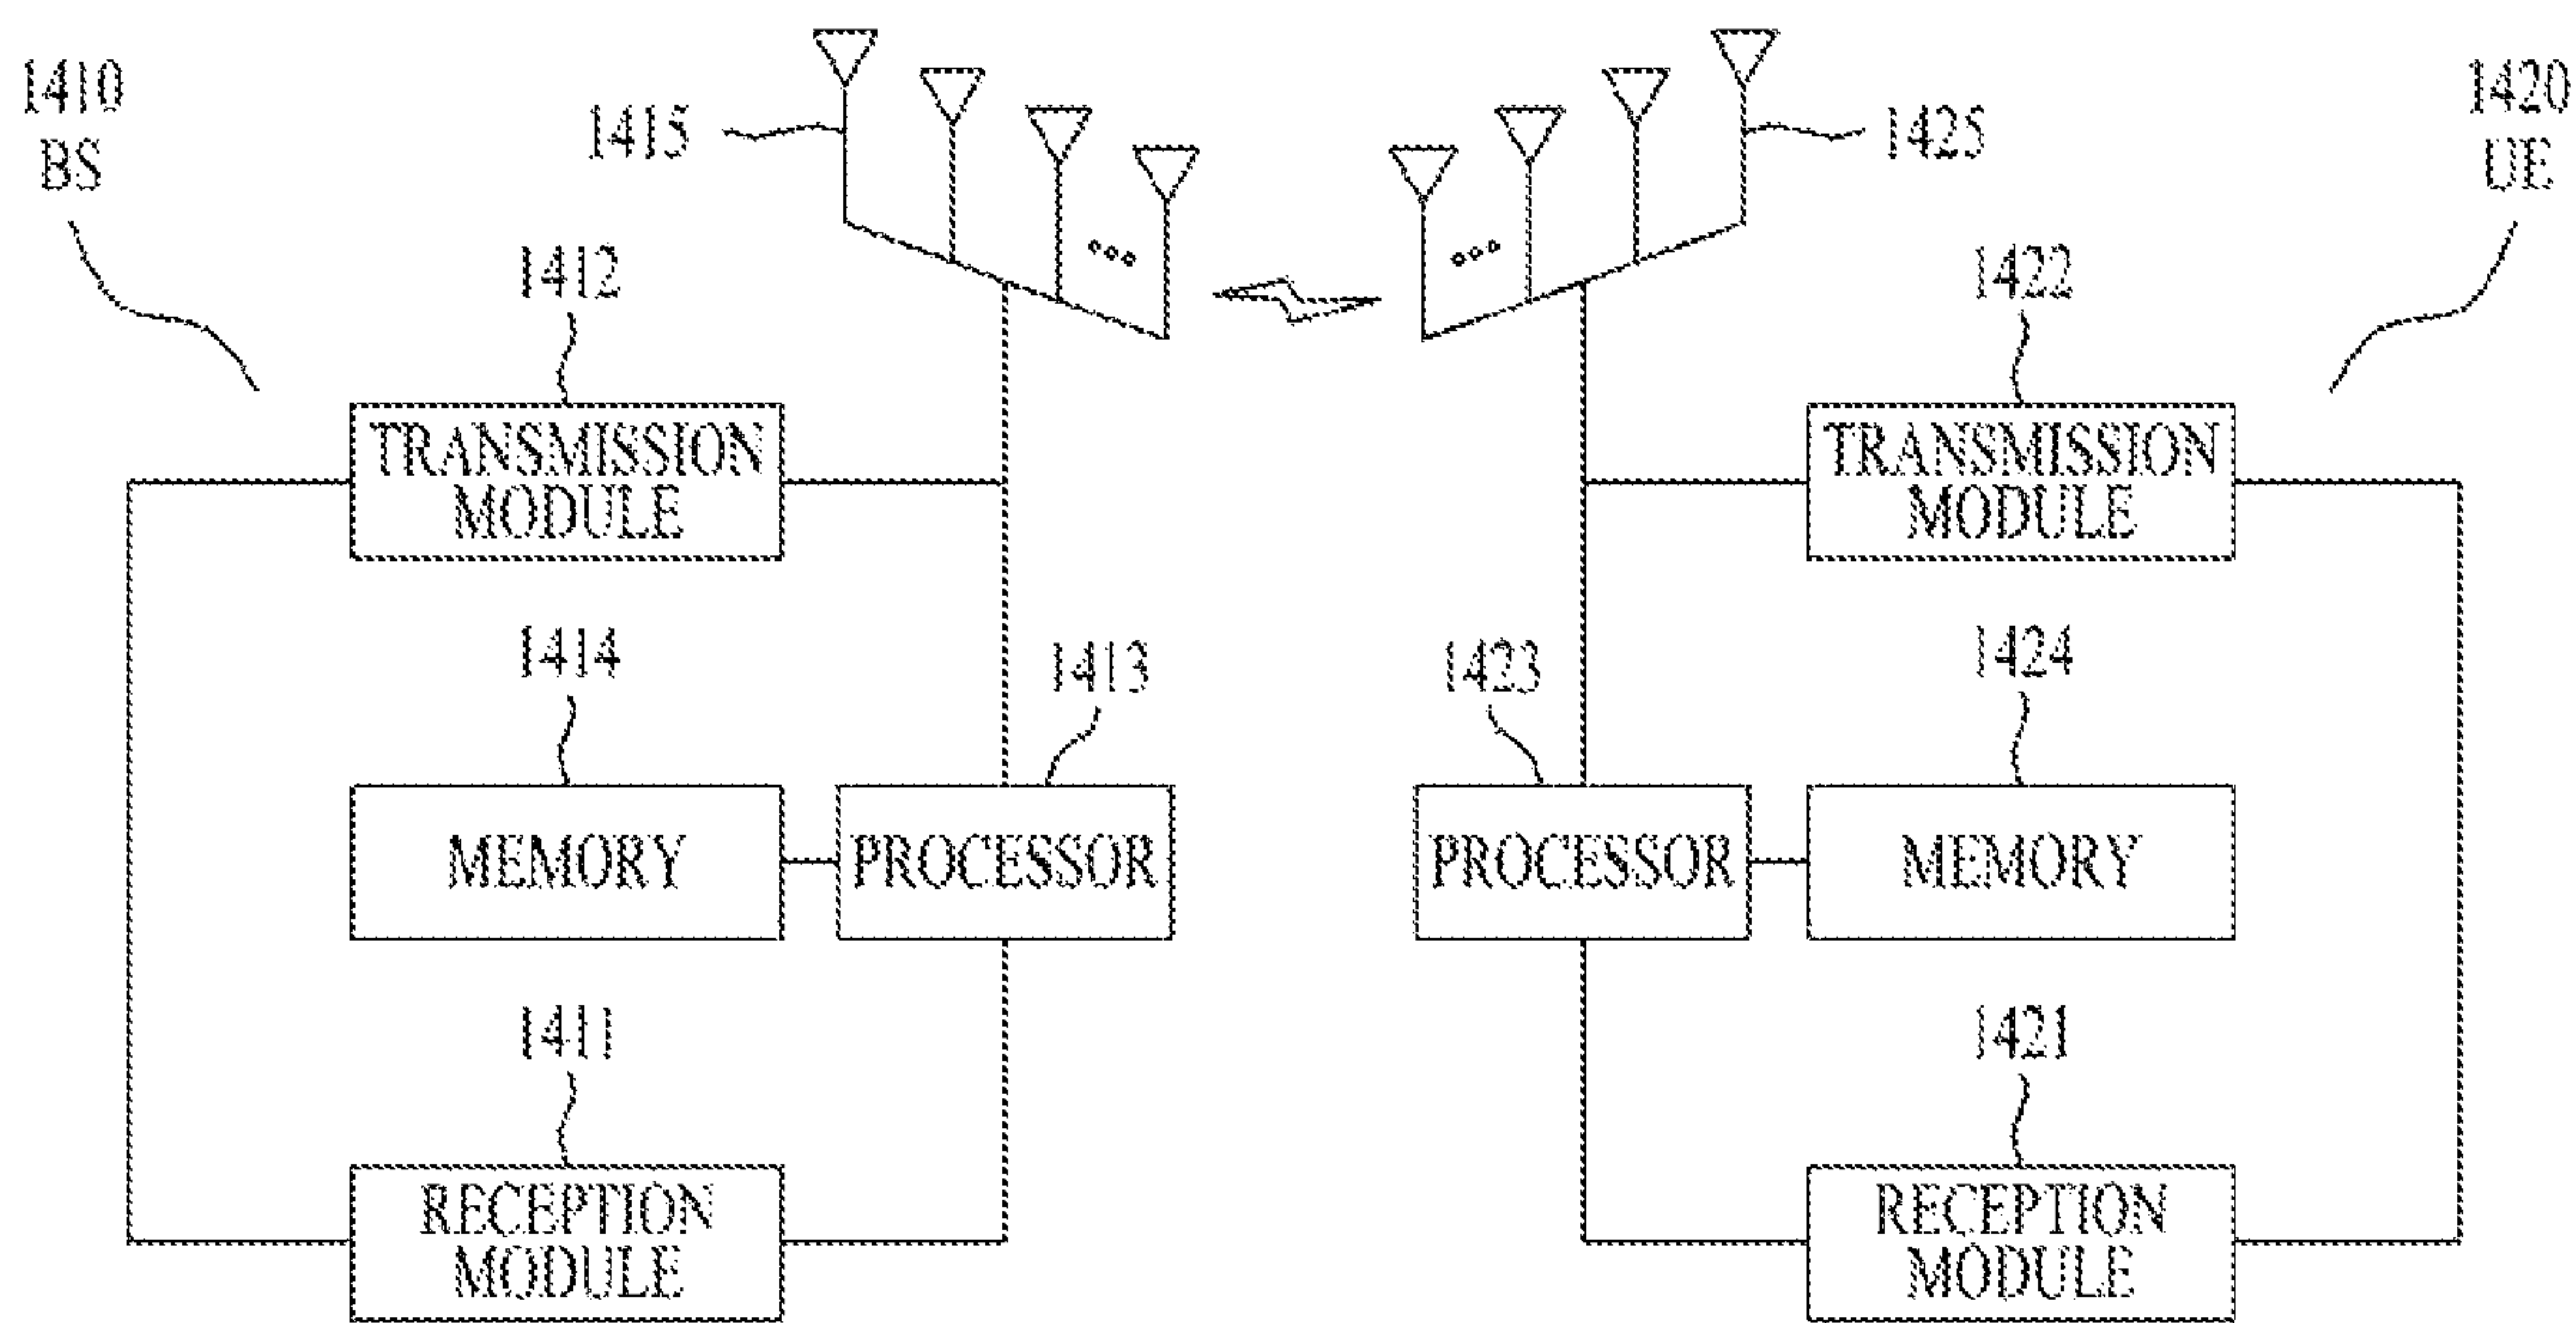 1410
BS
1415
1425
1420
UE
1412
1422
TRANSMISSION
MODULE
TRANSMISSION
MODULE
1414
1413
1423
1424
MEMORY
PROCESSOR
PROCESSOR
MEMORY
1411
1421
RECEPTION
MODULE
RECEPTION
MODULE